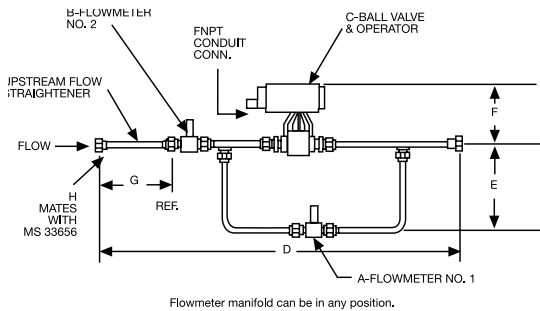 B-FLOWMETER
NO. 2
C-BALL VALVE
& OPERATOR
FNPT
CONDUIT
CONN.
UPSTREAM FLOW
STRAIGHTENER
FLOW
F
G
E
H
MATES
WITH
MS 33656
REF.
D
A-FLOWMETER NO. 1
Flowmeter manifold can be in any position.